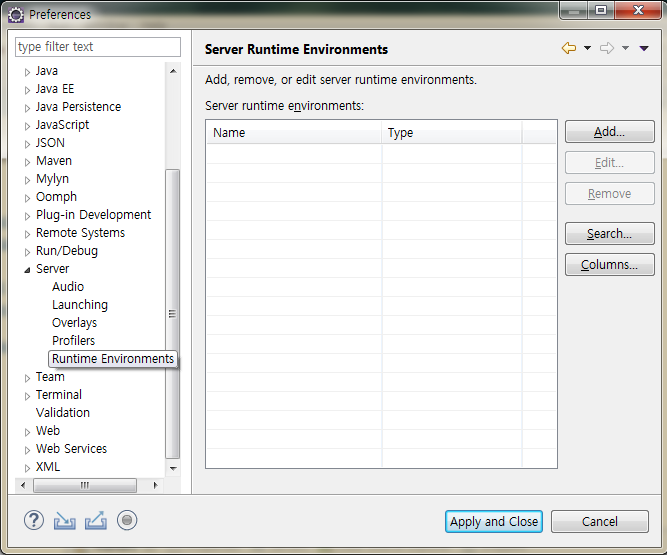 Preferences
type filter text
Java
Java EE
Java Persistence
JavaScript
JSON
Maven
Mylyn
Oomph
Plug-in Development
Remote Systems
Run/Debug
Server
Audio
Launching
Overlays
Profilers
Runtime Environments
Team
Terminal
Validation
Web
Web Services
XML
Server Runtime Environments
Add, remove, or edit server runtime environments.
Server runtime environments:
Name Type
Add...
Edit...
Remove
Search...
Columns...
Apply and Close Cancel